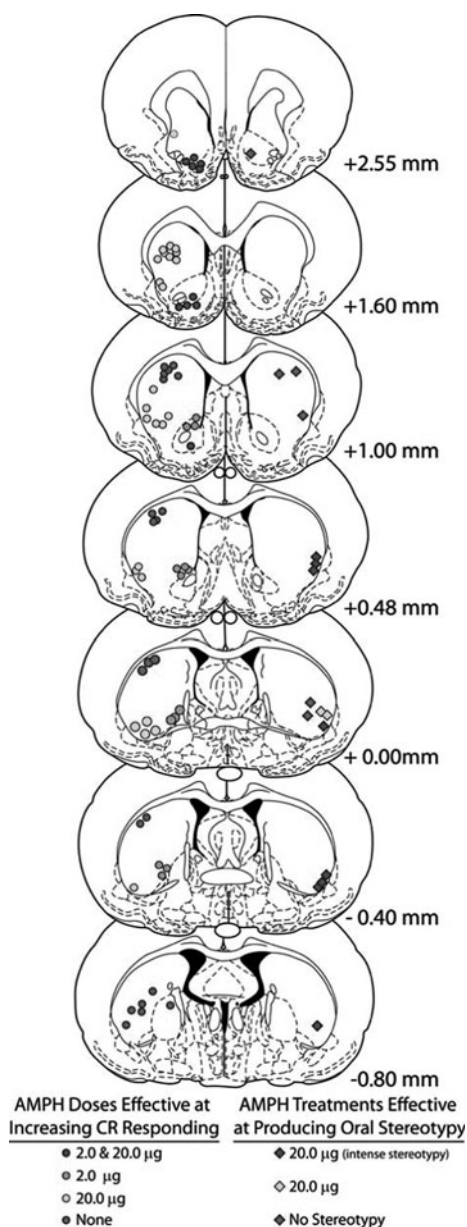 +2.55 mm
+1.60 mm
+1.00 mm
+0.48 mm
+ 0.00mm
- 0.40 mm
-0.80 mm
AMPH Doses Effective at
Increasing CR Responding
2.0 & 20.0 µg
2.0 µg
20.0 µg
None
AMPH Treatments Effective
at Producing Oral Stereotypy
20.0 µg (intense stereotypy)
20.0 µg
No Stereotypy